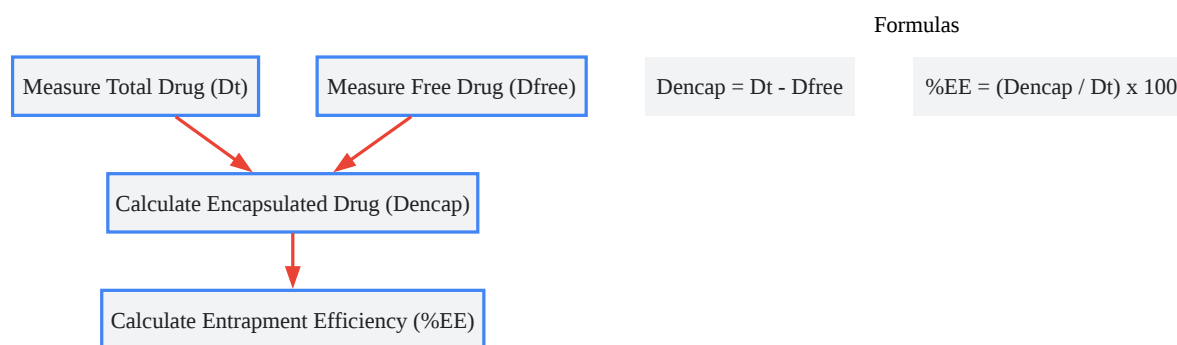 Formulas
Measure Total Drug (Dt)
Measure Free Drug (Dfree)
Dencap = Dt - Dfree
%EE = (Dencap / Dt) x 100
Calculate Encapsulated Drug (Dencap)
Calculate Entrapment Efficiency (%EE)